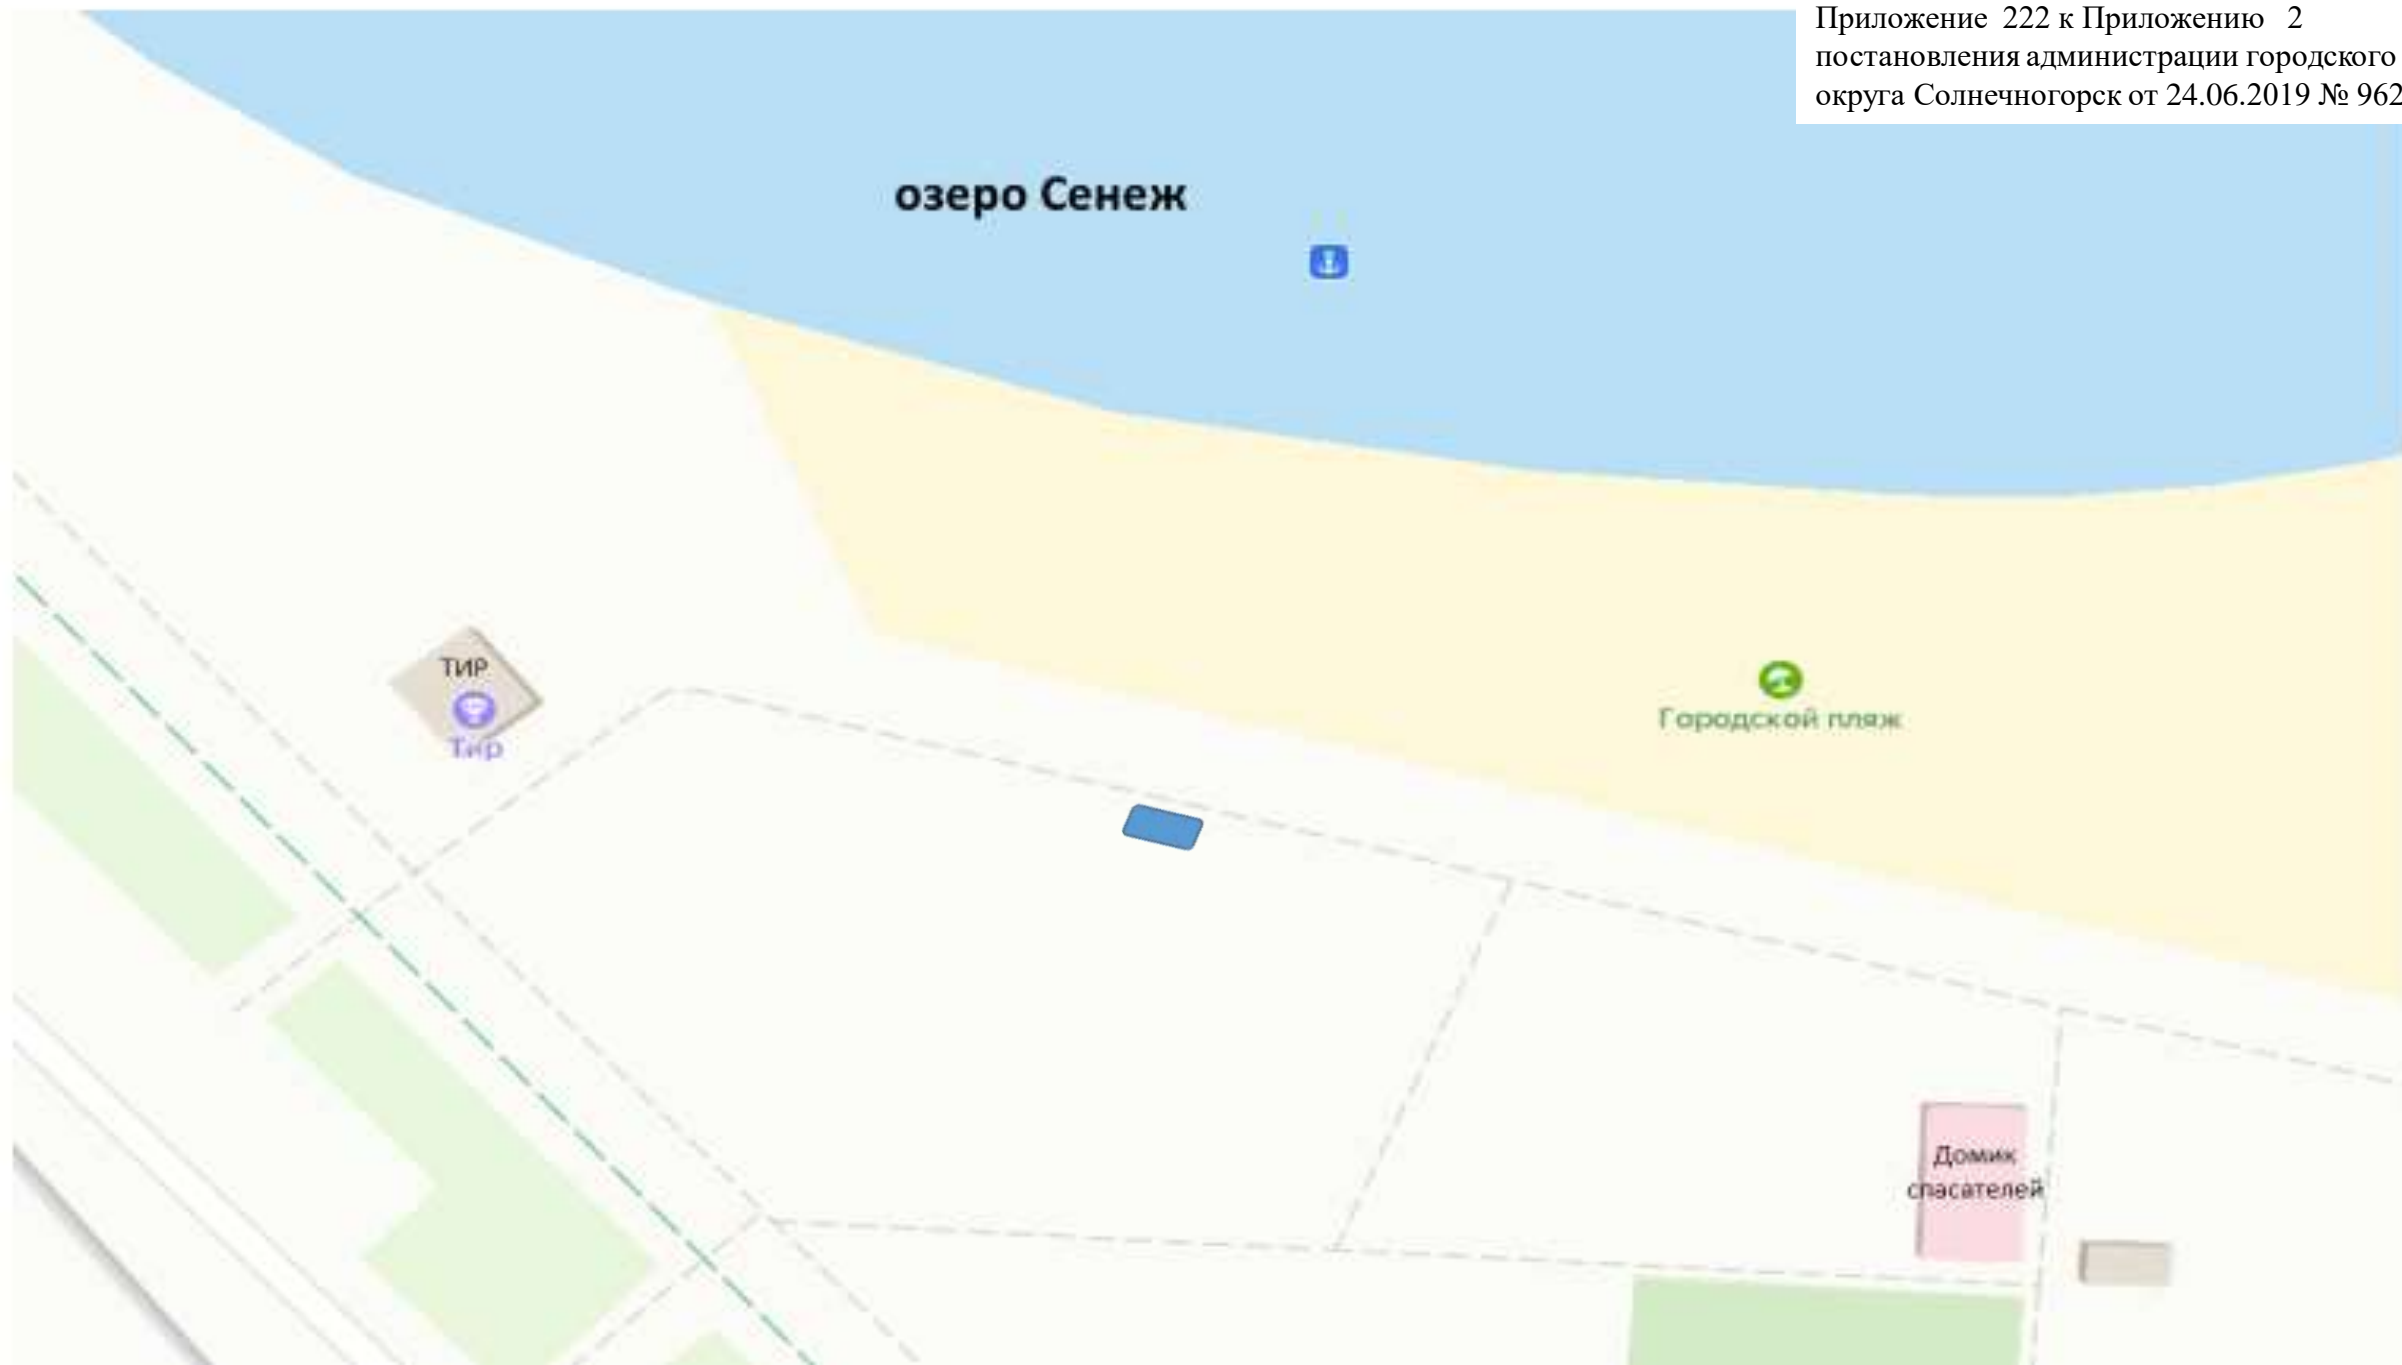 Приложение 222 к Приложению 2
постановления администрации городского
округа Солнечногорск от 24.06.2019 № 962
озеро Сенеж
ТИР
Тир
Городской пляж
Домик
спасателей